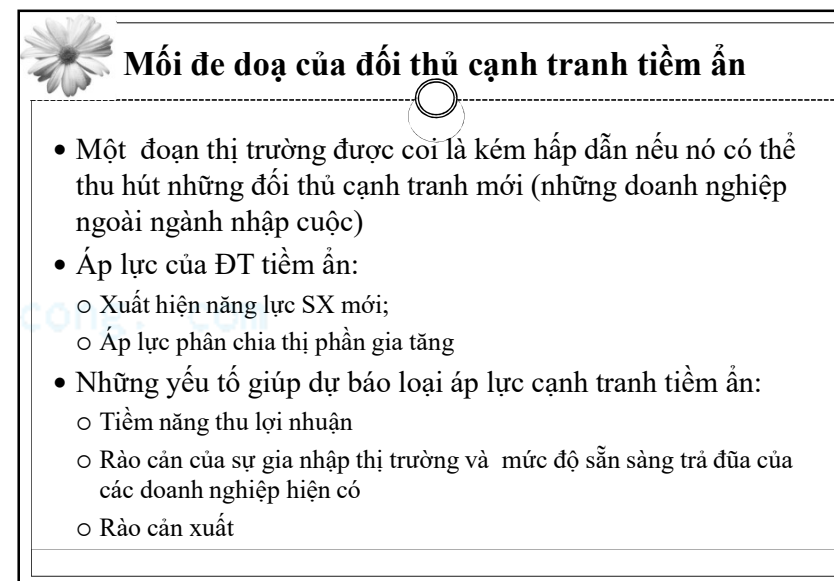 Mối đe doạ của đối thủ cạnh tranh tiềm ẩn
• Một đoạn thị trường được coi là kém hấp dẫn nếu nó có thể
thu hút những đối thủ cạnh tranh mới (những doanh nghiệp
ngoài ngành nhập cuộc)
• Áp lực của ĐT tiềm ẩn:
o Xuất hiện năng lực SX mới;
o Áp lực phân chia thị phần gia tăng
• Những yếu tố giúp dự báo loại áp lực cạnh tranh tiềm ẩn:
o Tiềm năng thu lợi nhuận
o Rào cản của sự gia nhập thị trường và mức độ sẵn sàng trả đũa của
các doanh nghiệp hiện có
o Rào cản xuất